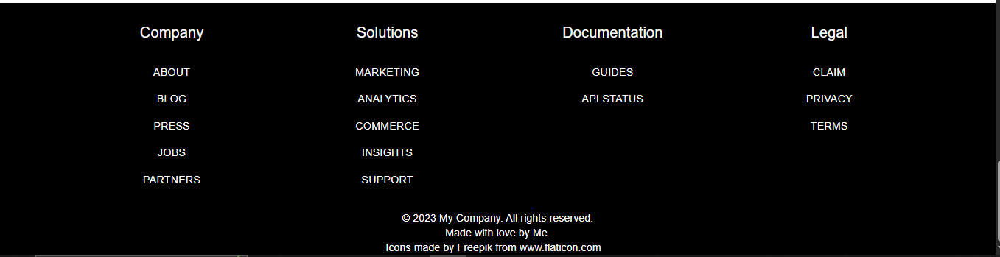 Company
ABOUT
BLOG
PRESS
JOBS
PARTNERS
Solutions
MARKETING
ANALYTICS
COMMERCE
INSIGHTS
SUPPORT
Documentation
GUIDES
API STATUS
Legal
CLAIM
PRIVACY
TERMS
© 2023 My Company. All rights reserved.
Made with love by Me.
Icons made by Freepik from www.flaticon.com